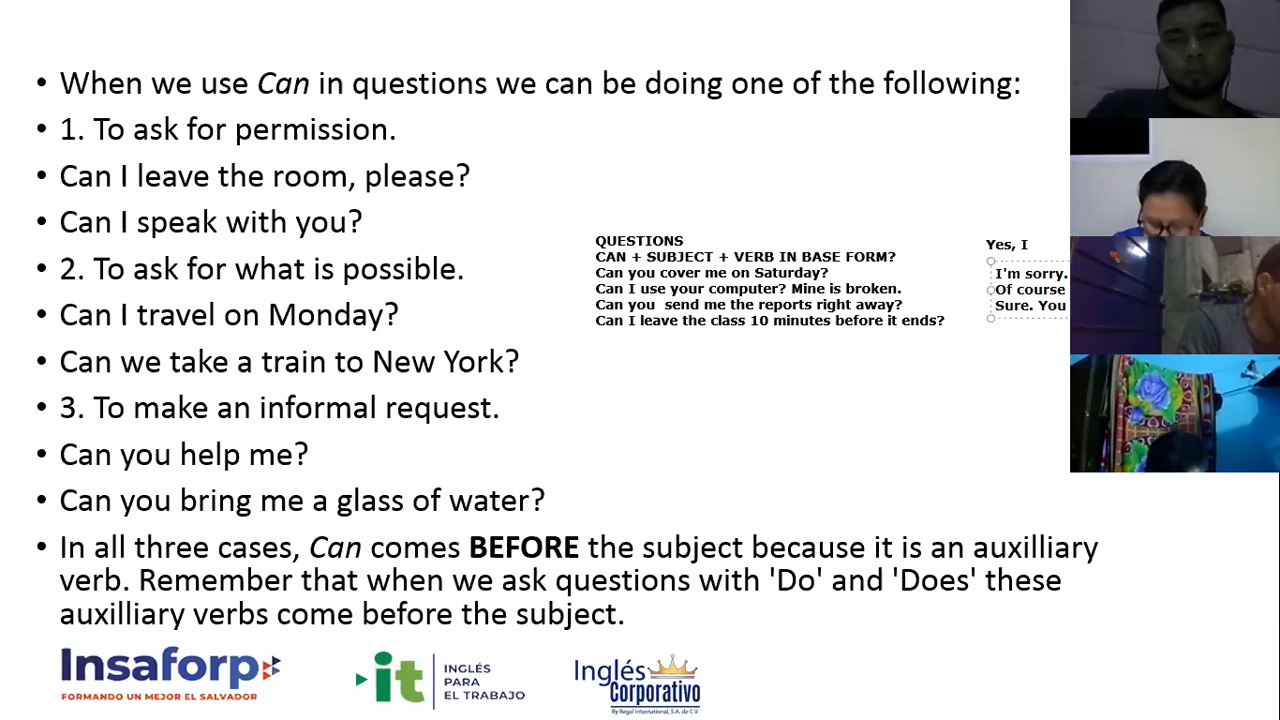 • When we use Can in questions we can be doing one of the following:
• 1. To ask for permission.
• Can I leave the room, please?
• Can I speak with you?
• 2. To ask for what is possible.
• Can I travel on Monday?
• Can we take a train to New York?
• 3. To make an informal request.
• Can you help me?
• Can you bring me a glass of water?
• In all three cases, Can comes BEFORE the subject because it is an auxilliary
verb. Remember that when we ask questions with 'Do' and 'Does' these
auxilliary verbs come before the subject.
QUESTIONS
CAN + SUBJECT + VERB IN BASE FORM?
Can you cover me on Saturday?
Can I use your computer? Mine is broken.
Can you  send me the reports right away?
Can I leave the class 10 minutes before it ends?
Yes, I
I'm sorry.
Of course
Sure. You
Insaforp
FORMANDO UN MEJOR EL SALVADOR
it
INGLÉS
PARA
EL TRABAJO
Inglés
Corporativo
By Regal International, S.A. de C.V.